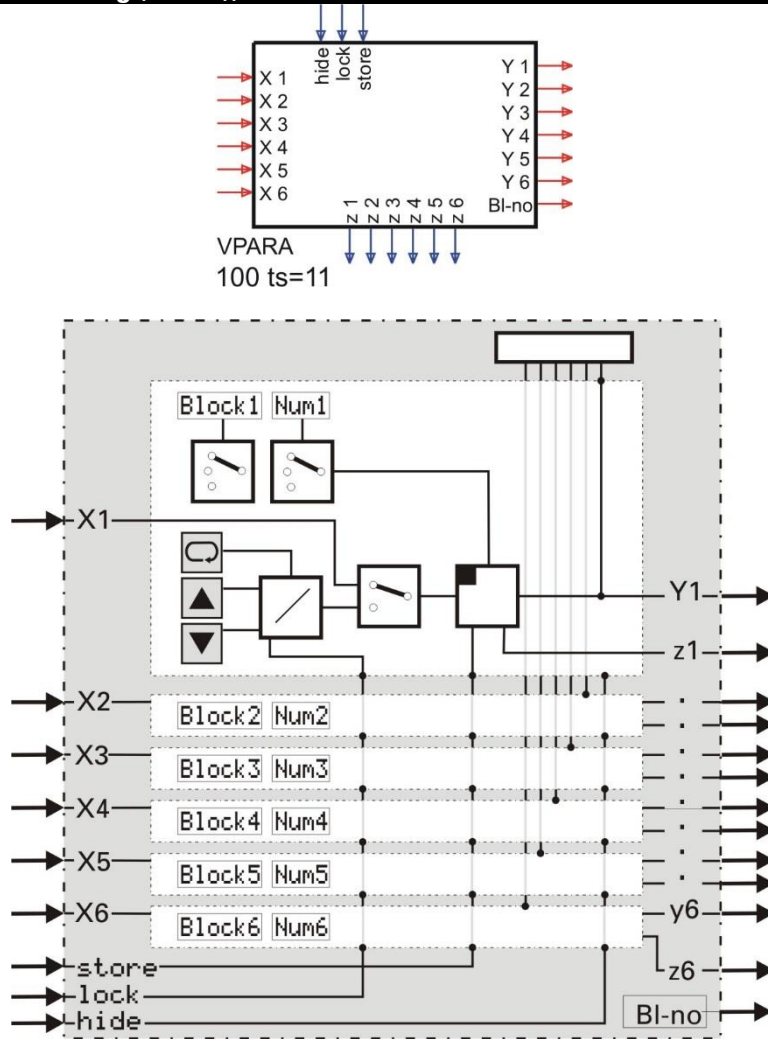 hide
lock
store
X 1
X 2
X 3
X 4
X 5
X 6
Y 1
Y 2
Y 3
Y 4
Y 5
Y 6
Bl-no
z 1
z 2
z 3
z 4
z 5
z 6
VPARA
100 ts=11
Block1 Num1
X1
Y1
z1
X2
Block2 Num2
X3
Block3 Num3
X4
Block4 Num4
X5
Block5 Num5
X6
y6
Block6 Num6
store
z6
lock
hide
Bl-no